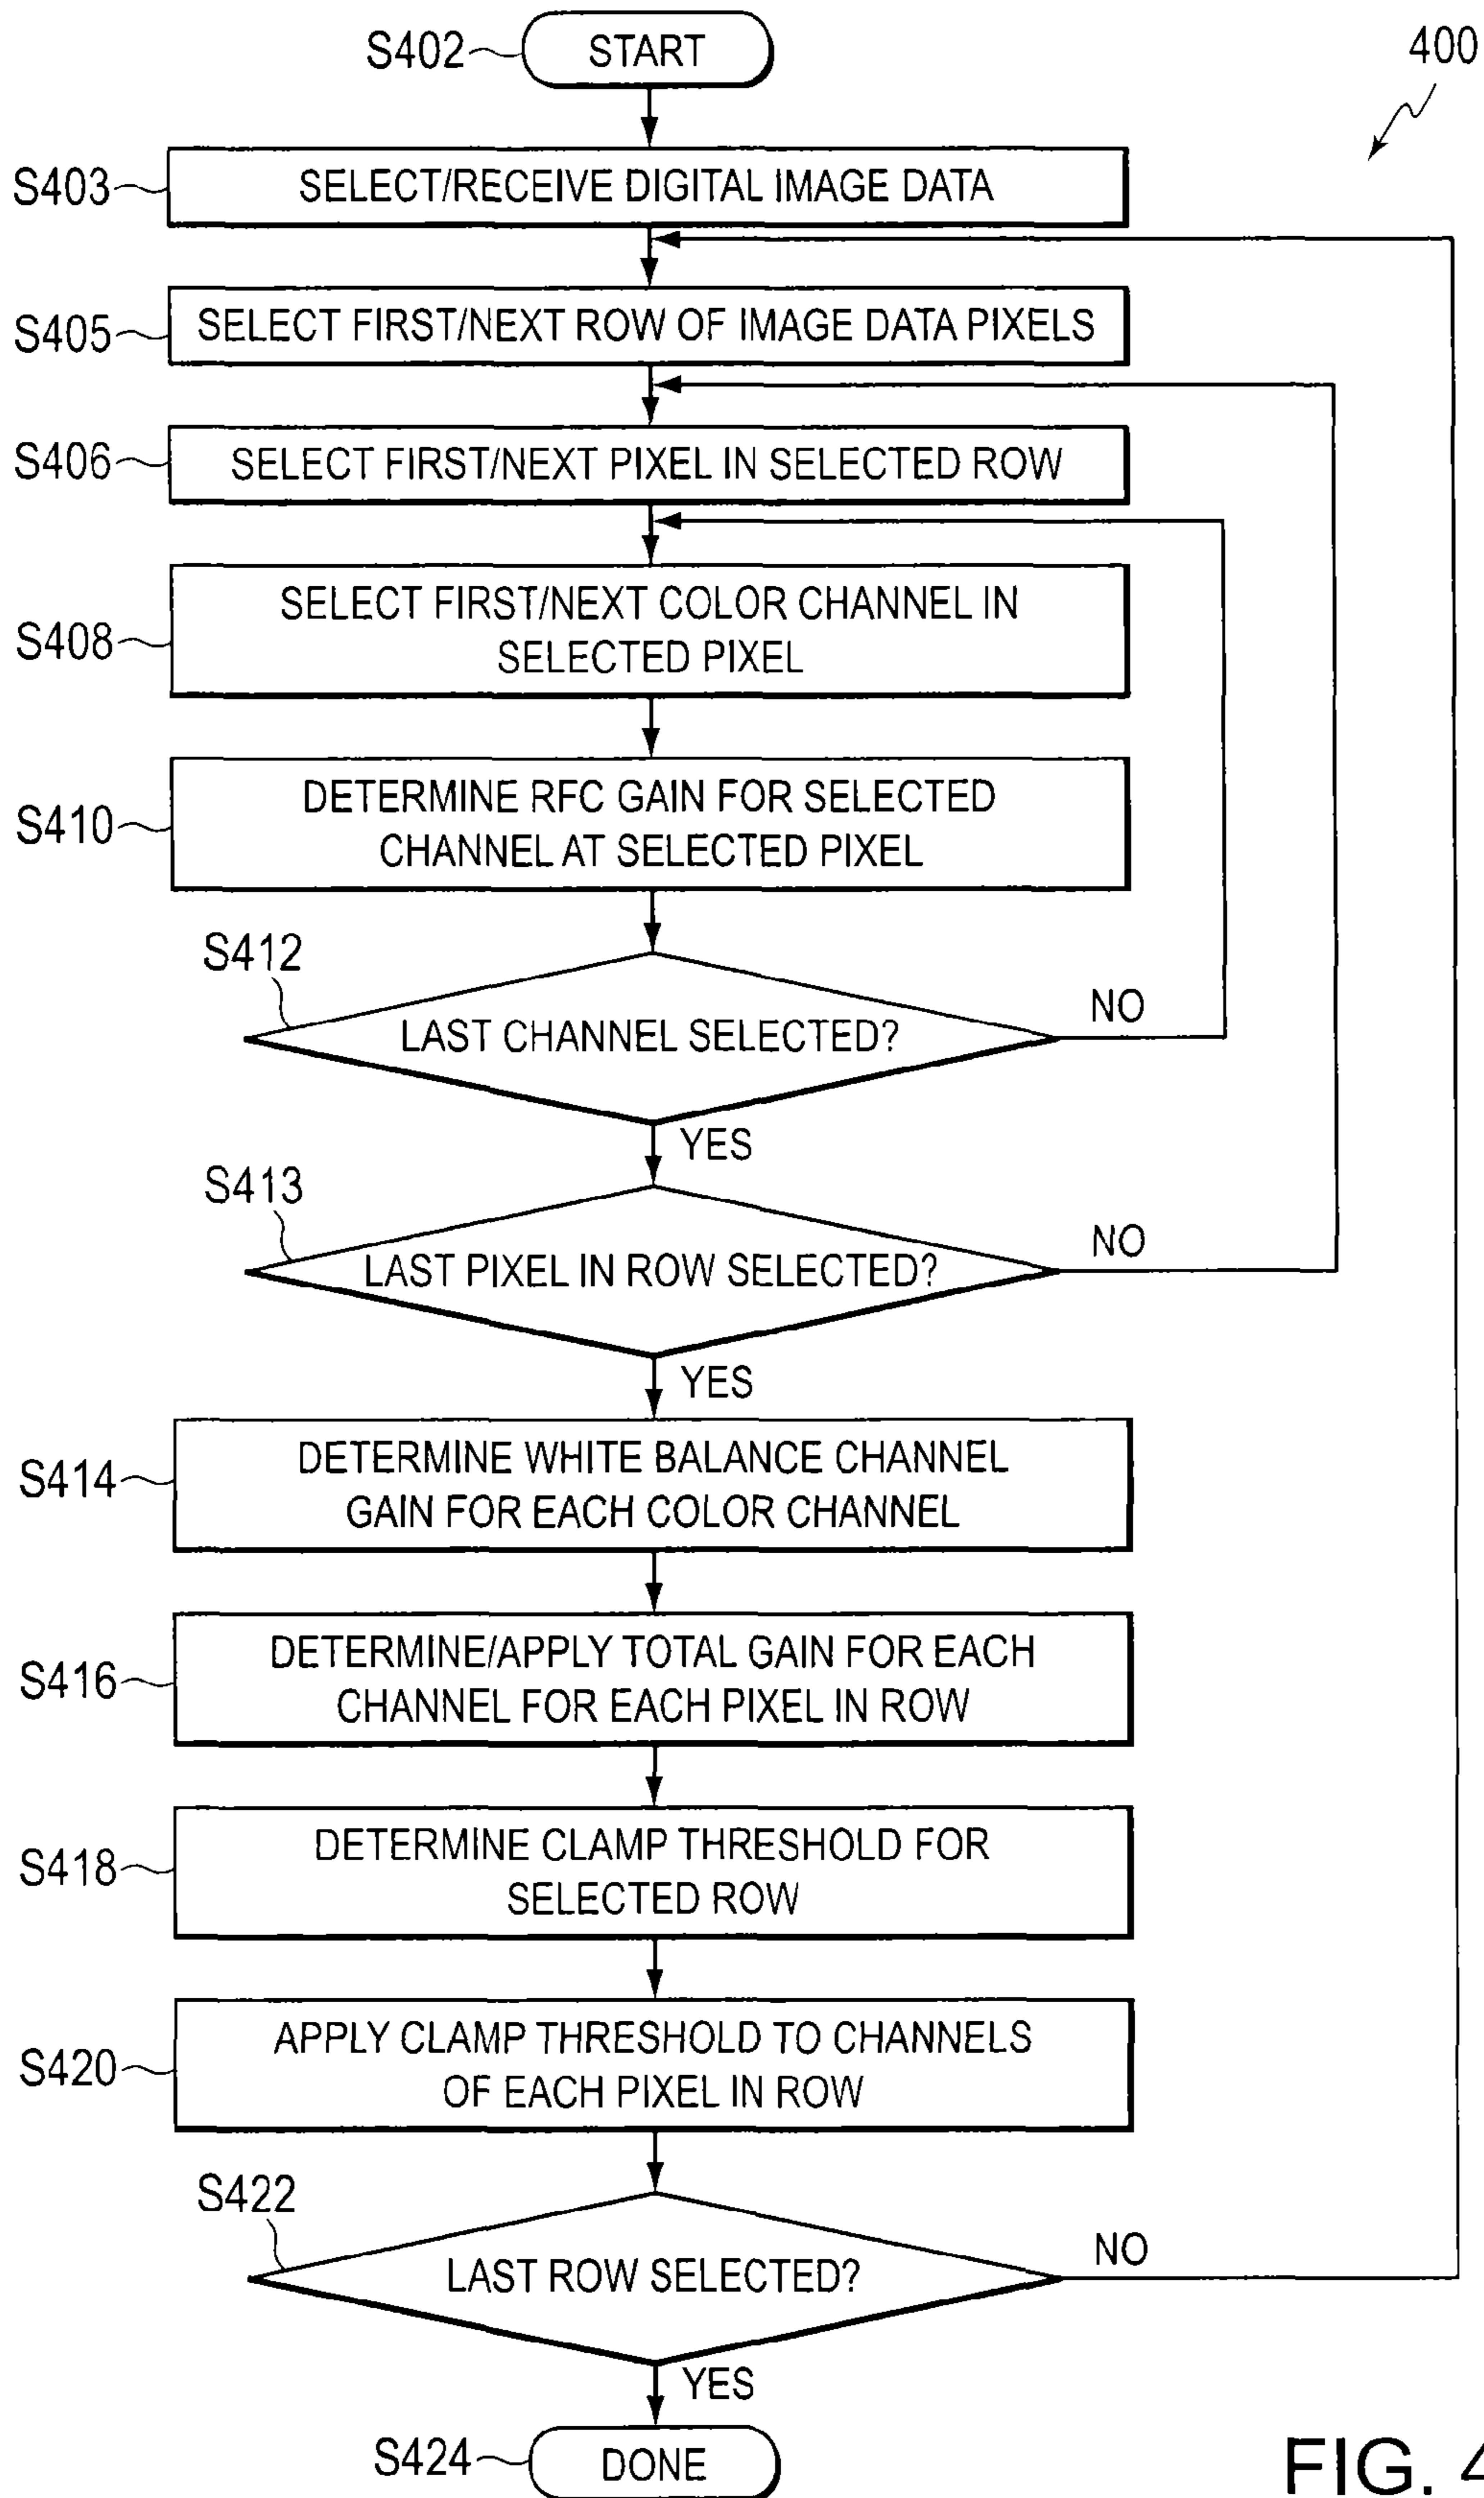 S402
START
400
S403
SELECT/RECEIVE DIGITAL IMAGE DATA
S405
SELECT FIRST/NEXT ROW OF IMAGE DATA PIXELS
S406
SELECT FIRST/NEXT PIXEL IN SELECTED ROW
S408
SELECT FIRST/NEXT COLOR CHANNEL IN
SELECTED PIXEL
S410
DETERMINE RFC GAIN FOR SELECTED
CHANNEL AT SELECTED PIXEL
S412
LAST CHANNEL SELECTED?
NO
YES
S413
LAST PIXEL IN ROW SELECTED?
NO
YES
S414
DETERMINE WHITE BALANCE CHANNEL
GAIN FOR EACH COLOR CHANNEL
S416
DETERMINE/APPLY TOTAL GAIN FOR EACH
CHANNEL FOR EACH PIXEL IN ROW
S418
DETERMINE CLAMP THRESHOLD FOR
SELECTED ROW
S420
APPLY CLAMP THRESHOLD TO CHANNELS
OF EACH PIXEL IN ROW
S422
LAST ROW SELECTED?
NO
YES
S424
DONE
FIG. 4